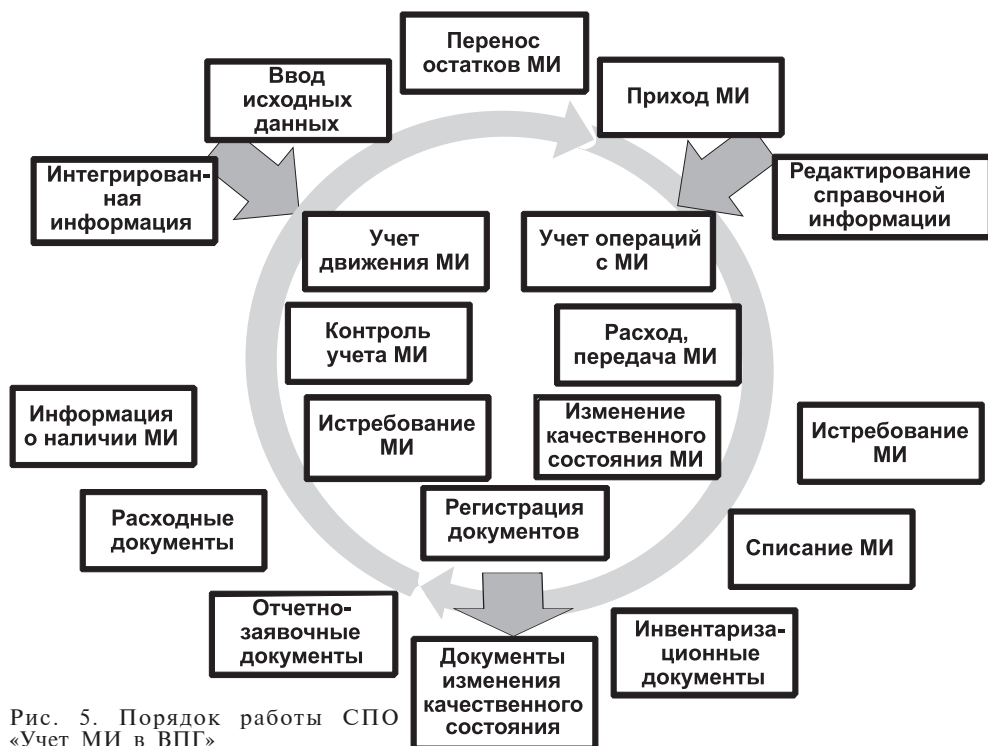 Перенос
остатков МИ
Ввод
исходных
данных
Приход МИ
Интегрирован-
ная
информация
Редактирование
справочной
информации
Учет
движения МИ
Учет операций
с МИ
Контроль
учета МИ
Расход,
передача МИ
Информация
о наличии МИ
Истребование
МИ
Изменение
качественного
состояния МИ
Истребование
МИ
Расходные
документы
Регистрация
документов
Списание МИ
Отчетно-
заявочные
документы
Документы
изменения
качественного
состояния
Инвентариза-
ционные
документы
Рис. 5. Порядок работы СПО
«Учет МИ в ВПГ»